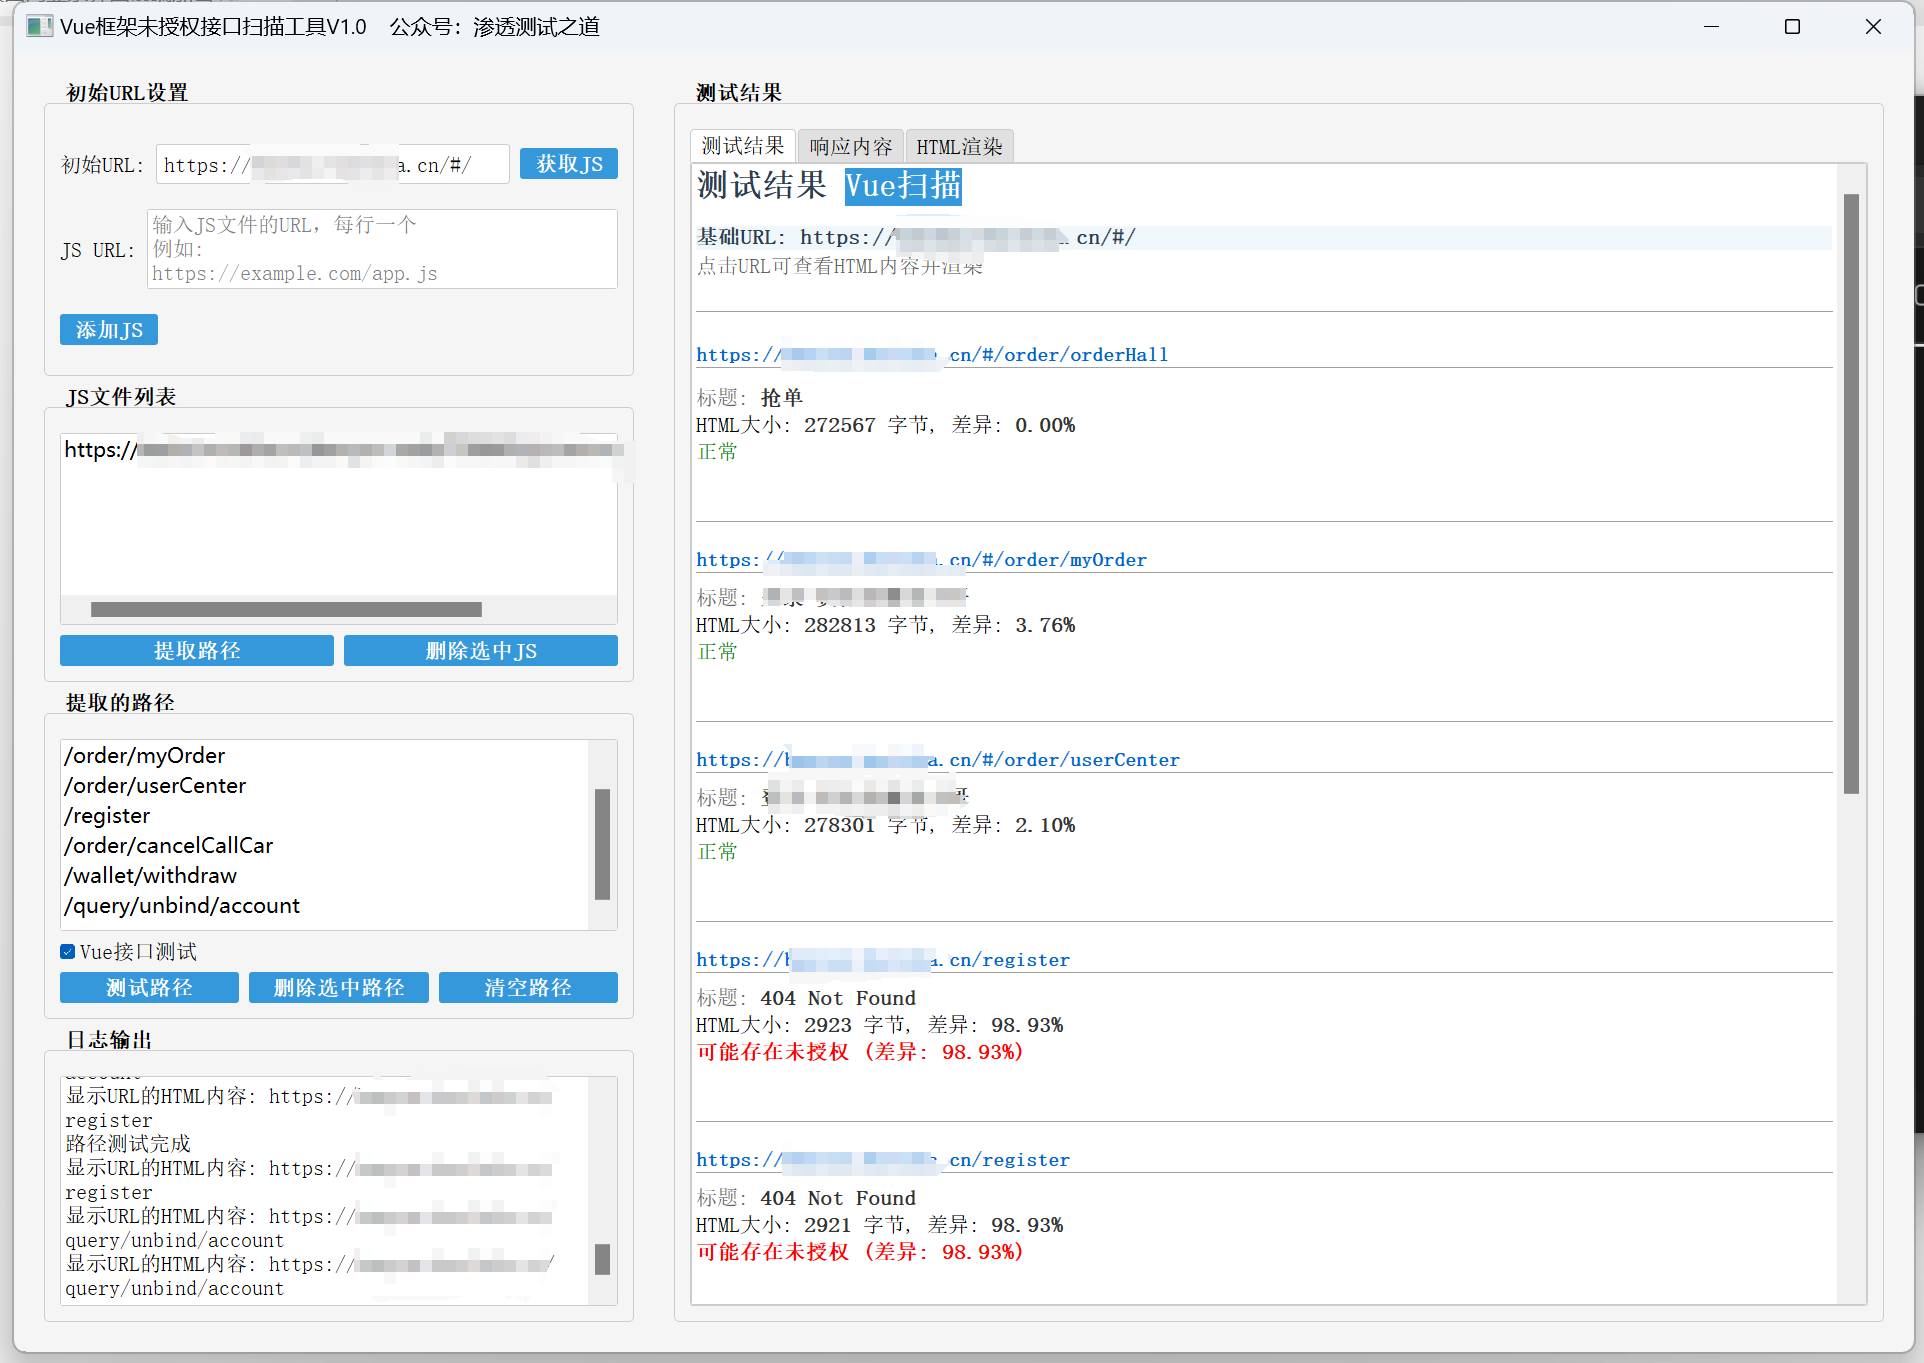 Vue框架未授权接口扫描工具V1.0 公众号：渗透测试之道
初始URL设置
初始URL: https:// a.cn/#/ 获取JS
JS URL: 输入JS文件的URL，每行一个
例如:
https://example.com/app.js
添加JS
JS文件列表
https://
提取路径 删除选中JS
提取的路径
/order/myOrder
/order/userCenter
/register
/order/cancelCallCar
/wallet/withdraw
/query/unbind/account
Vue接口测试
测试路径 删除选中路径 清空路径
日志输出
account
显示URL的HTML内容: https://
register
路径测试完成
显示URL的HTML内容: https://
register
显示URL的HTML内容: https://
query/unbind/account
显示URL的HTML内容: https:// /
query/unbind/account
测试结果
测试结果 响应内容 HTML渲染
测试结果 Vue扫描
基础URL: https:// cn/#/
点击URL可查看HTML内容并渲染
https:// cn/#/order/orderHall
标题: 抢单
HTML大小: 272567 字节, 差异: 0.00%
正常
https:// .cn/#/order/myOrder
标题:
HTML大小: 282813 字节, 差异: 3.76%
正常
https:// a.cn/#/order/userCenter
标题:
HTML大小: 278301 字节, 差异: 2.10%
正常
https:// .cn/register
标题: 404 Not Found
HTML大小: 2923 字节, 差异: 98.93%
可能存在未授权 (差异: 98.93%)
https:// cn/register
标题: 404 Not Found
HTML大小: 2921 字节, 差异: 98.93%
可能存在未授权 (差异: 98.93%)